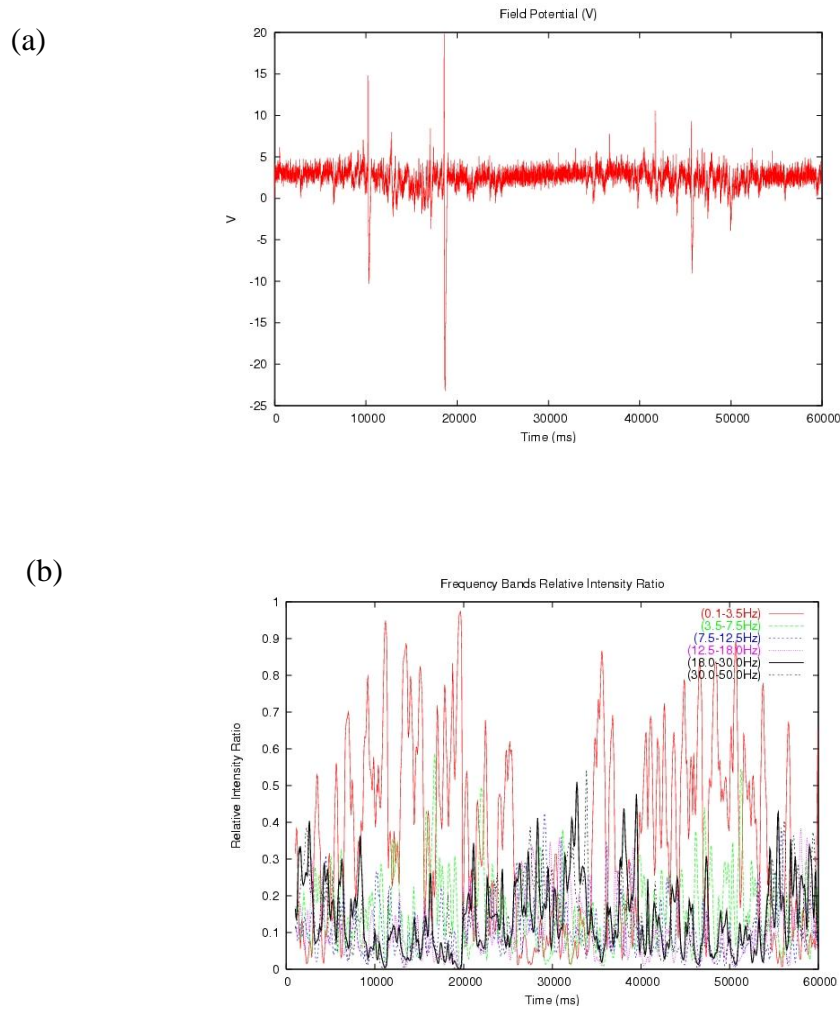 (a)
Field Potential (V)
20
15
10
5
0
-5
-10
-15
-20
-25
V
0 10000 20000 30000 40000 50000 60000
Time (ms)
(b)
Frequency Bands Relative Intensity Ratio
1
0.9
0.8
0.7
0.6
0.5
0.4
0.3
0.2
0.1
0
Relative Intensity Ratio
(0.1-3.5Hz)
(3.5-7.5Hz)
(7.5-12.5Hz)
(12.5-18.0Hz)
(18.0-30.0Hz)
(30.0-50.0Hz)
0 10000 20000 30000 40000 50000 60000
Time (ms)